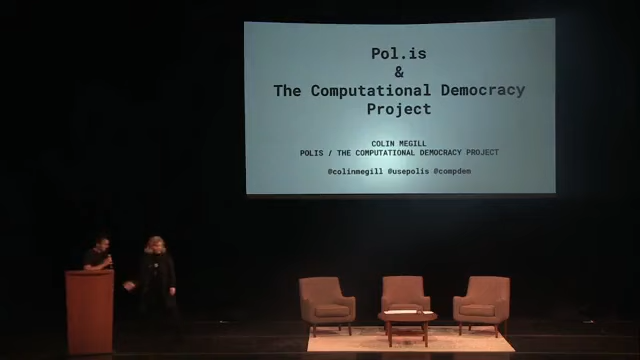 Pol.is
&
The Computational Democracy
Project
COLIN MEGILL
POLIS / THE COMPUTATIONAL DEMOCRACY PROJECT
@colinmegill @usepolis @compdem